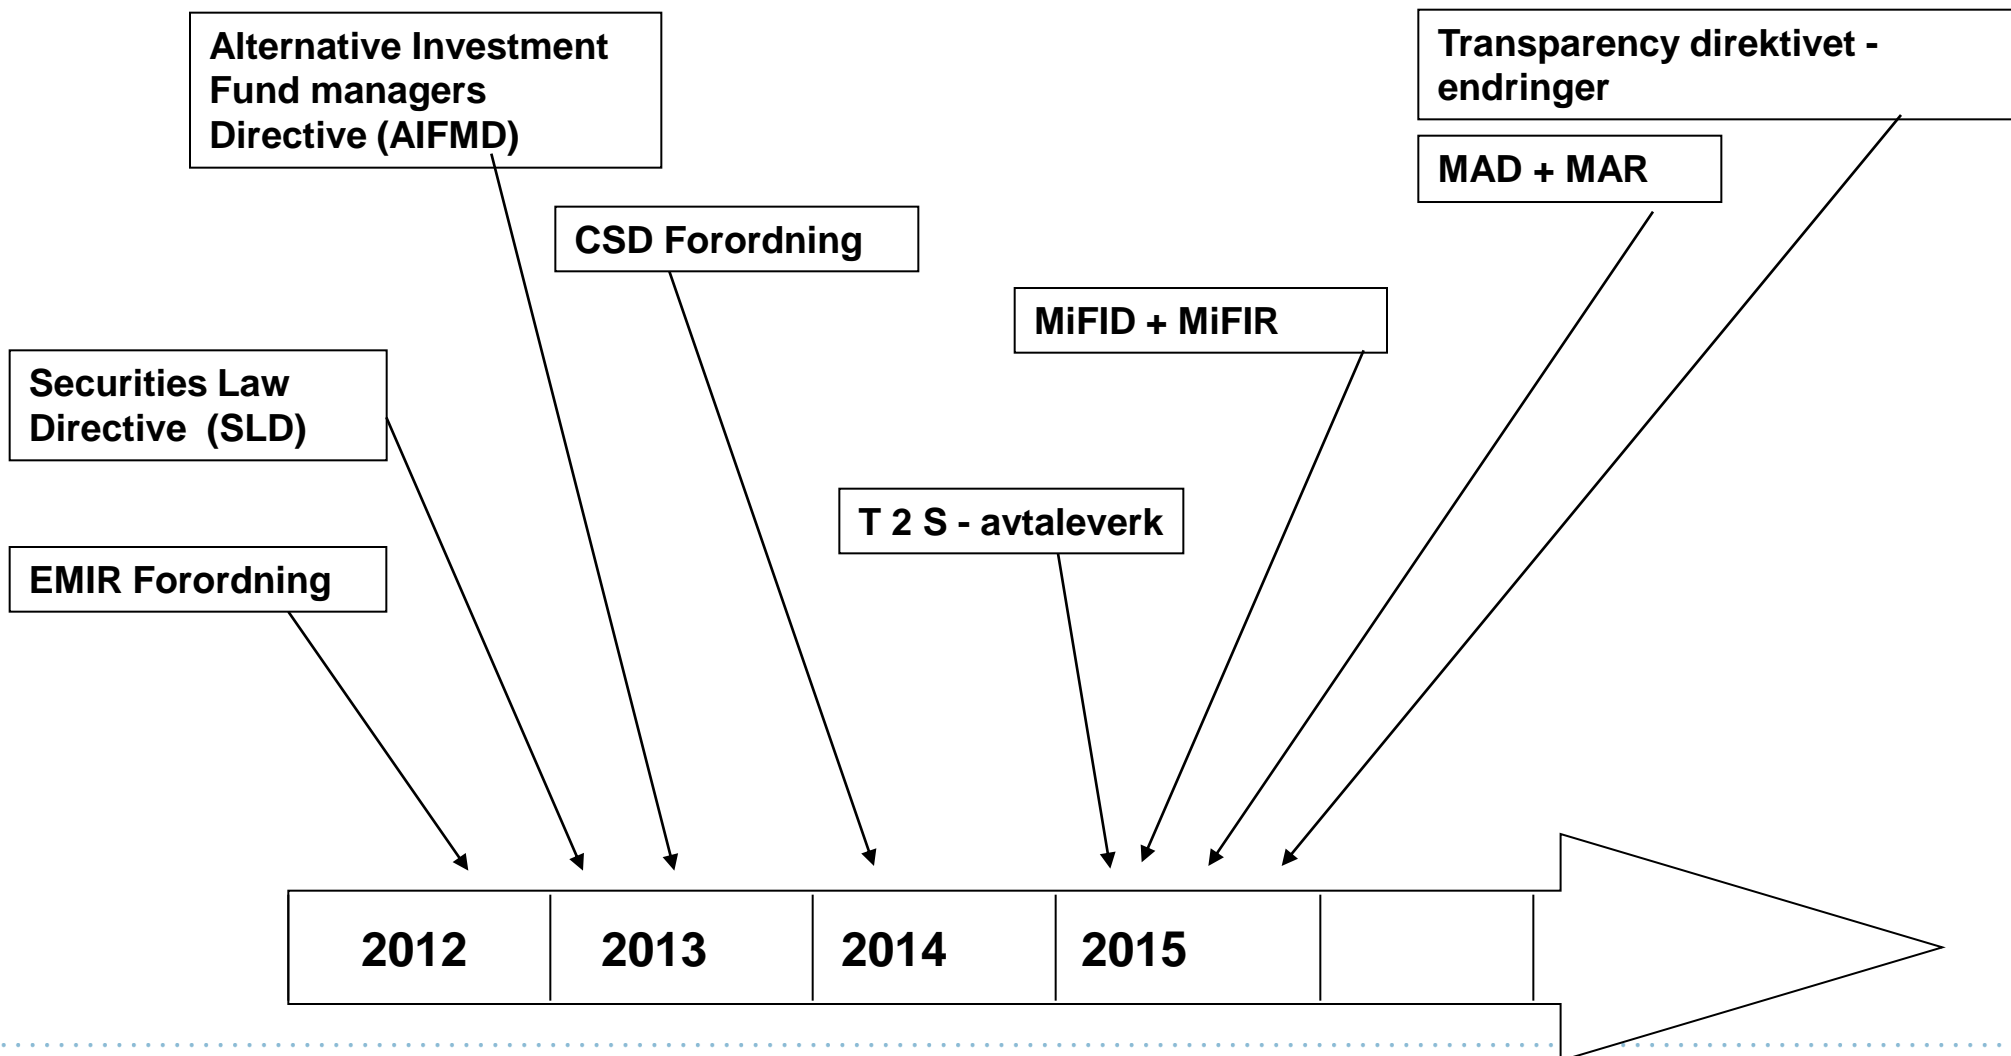 Alternative Investment
Fund managers
Directive (AIFMD)
Transparency direktivet -
endringer
MAD + MAR
CSD Forordning
MiFID + MiFIR
Securities Law
Directive  (SLD)
T 2 S - avtaleverk
EMIR Forordning
2012 2013 2014 2015